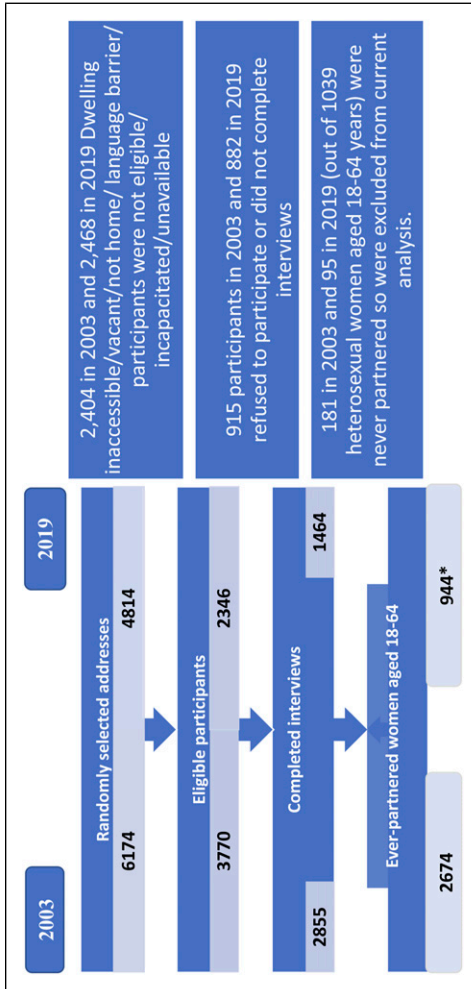 2003
2019
Randomly selected addresses
6174
4814
Eligible participants
3770
2346
Completed interviews
2855
1464
Ever-partnered women aged 18-64
2674
944*
2,404 in 2003 and 2,468 in 2019 Dwelling
inaccessible/vacant/not home/ language barrier/
participants were not eligible/
incapacitated/unavailable
915 participants in 2003 and 882 in 2019
refused to participate or did not complete
interviews
181 in 2003 and 95 in 2019 (out of 1039
heterosexual women aged 18-64 years) were
never partnered so were excluded from current
analysis.